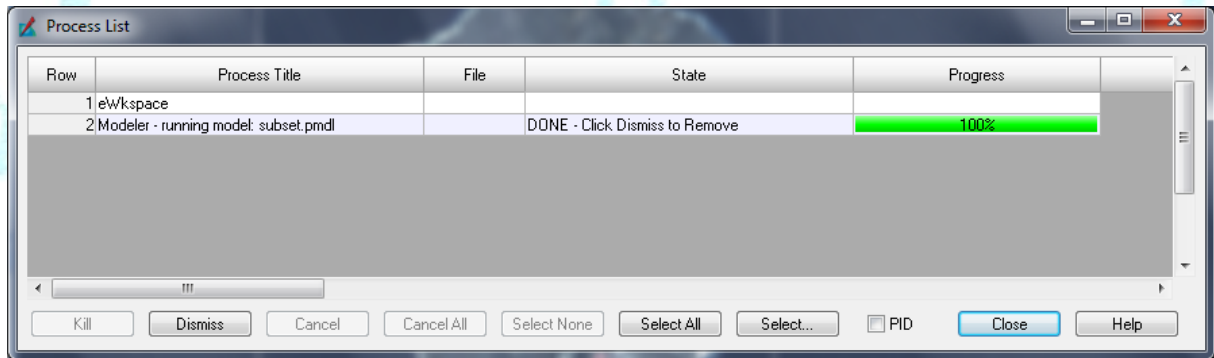 Process List
Row Process Title File State Progress
1 eWkspace
2 Modeler - running model: subset.pmdl DONE - Click Dismiss to Remove 100%
Kill Dismiss Cancel Cancel All Select None Select All Select... PID Close Help